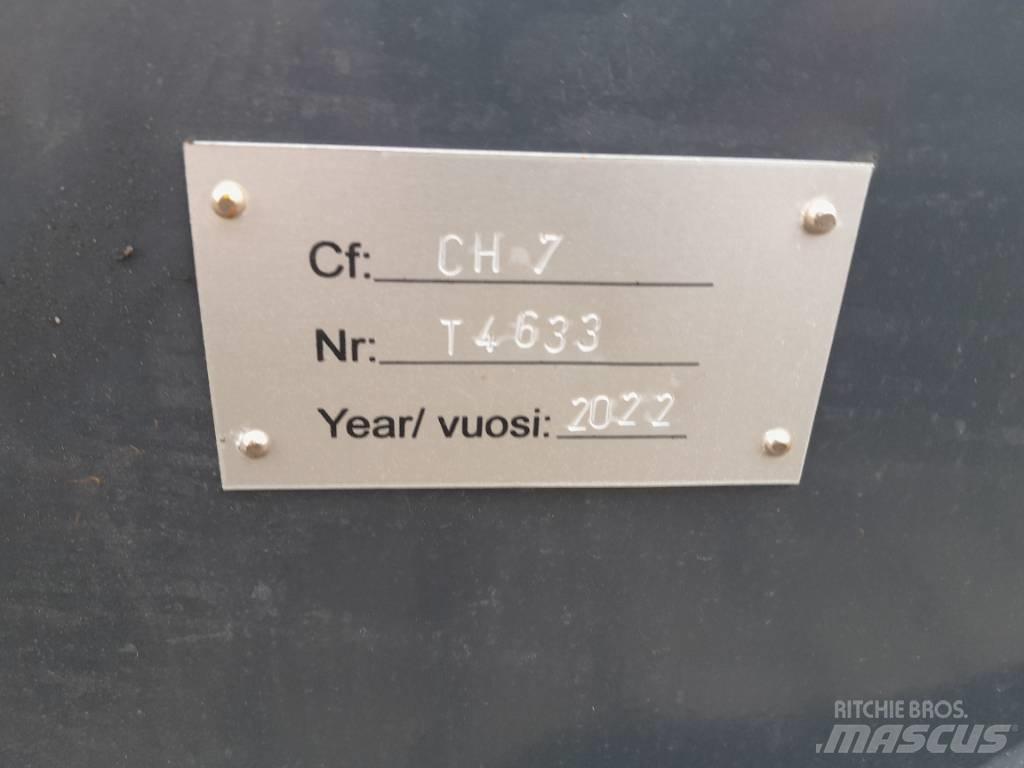 Cf: CH 7
Nr: T4633
Year/ vuosi: 2022
RITCHIE BROS.
MASCUS